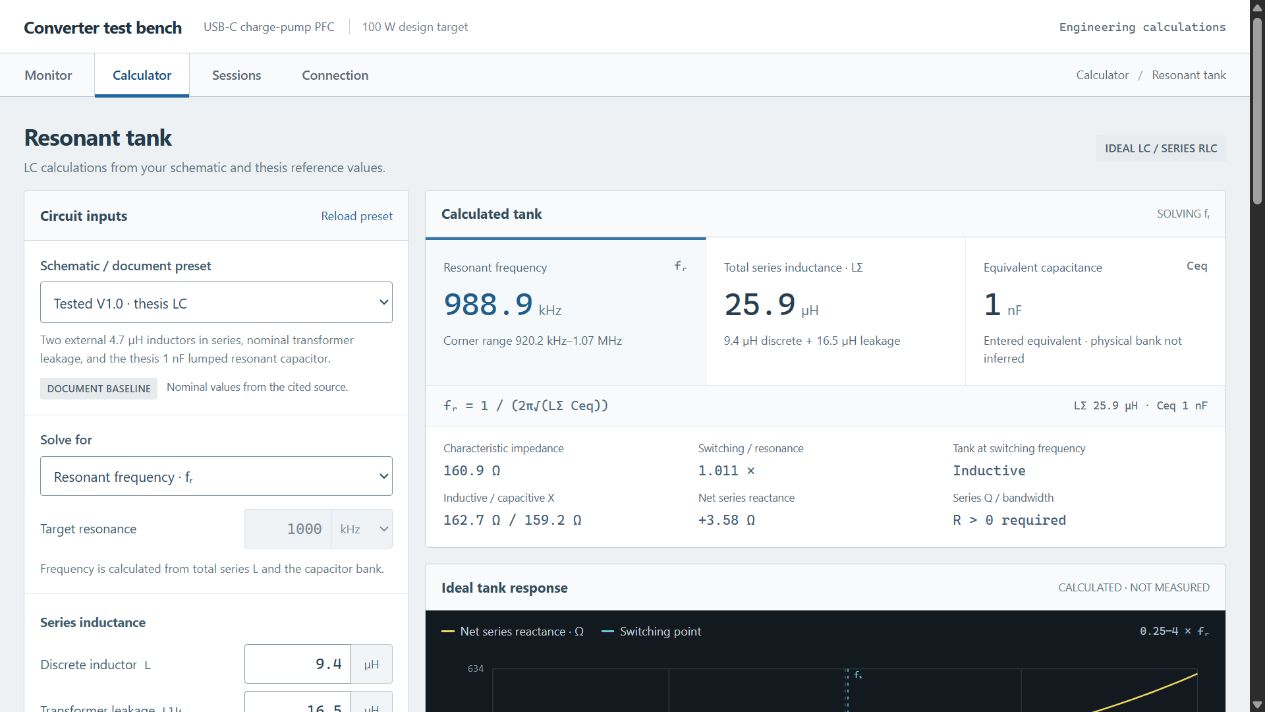 Converter test bench USB-C charge-pump PFC 100 W design target Engineering calculations
Monitor Calculator Sessions Connection Calculator / Resonant tank
Resonant tank
IDEAL LC / SERIES RLC
LC calculations from your schematic and thesis reference values.
Circuit inputs Reload preset
Schematic / document preset
Tested V1.0 · thesis LC
Two external 4.7 µH inductors in series, nominal transformer
leakage, and the thesis 1 nF lumped resonant capacitor.
DOCUMENT BASELINE Nominal values from the cited source.
Solve for
Resonant frequency · fᵣ
Target resonance 1000 kHz
Frequency is calculated from total series L and the capacitor bank.
Series inductance
Discrete inductor L 9.4 µH
Transformer leakage 16.5 µH
Calculated tank SOLVING fᵣ
Resonant frequency fᵣ
988.9 kHz
Corner range 920.2 kHz–1.07 MHz
Total series inductance · LΣ
25.9 µH
9.4 µH discrete + 16.5 µH leakage
Equivalent capacitance Ceq
1 nF
Entered equivalent · physical bank not
inferred
fᵣ = 1 / (2π√(LΣ Ceq)) LΣ 25.9 µH · Ceq 1 nF
Characteristic impedance Switching / resonance Tank at switching frequency
160.9 Ω 1.011 × Inductive
Inductive / capacitive X Net series reactance Series Q / bandwidth
162.7 Ω / 159.2 Ω +3.58 Ω R > 0 required
Ideal tank response CALCULATED · NOT MEASURED
Net series reactance · Ω Switching point 0.25–4 × fᵣ
634
fₛ